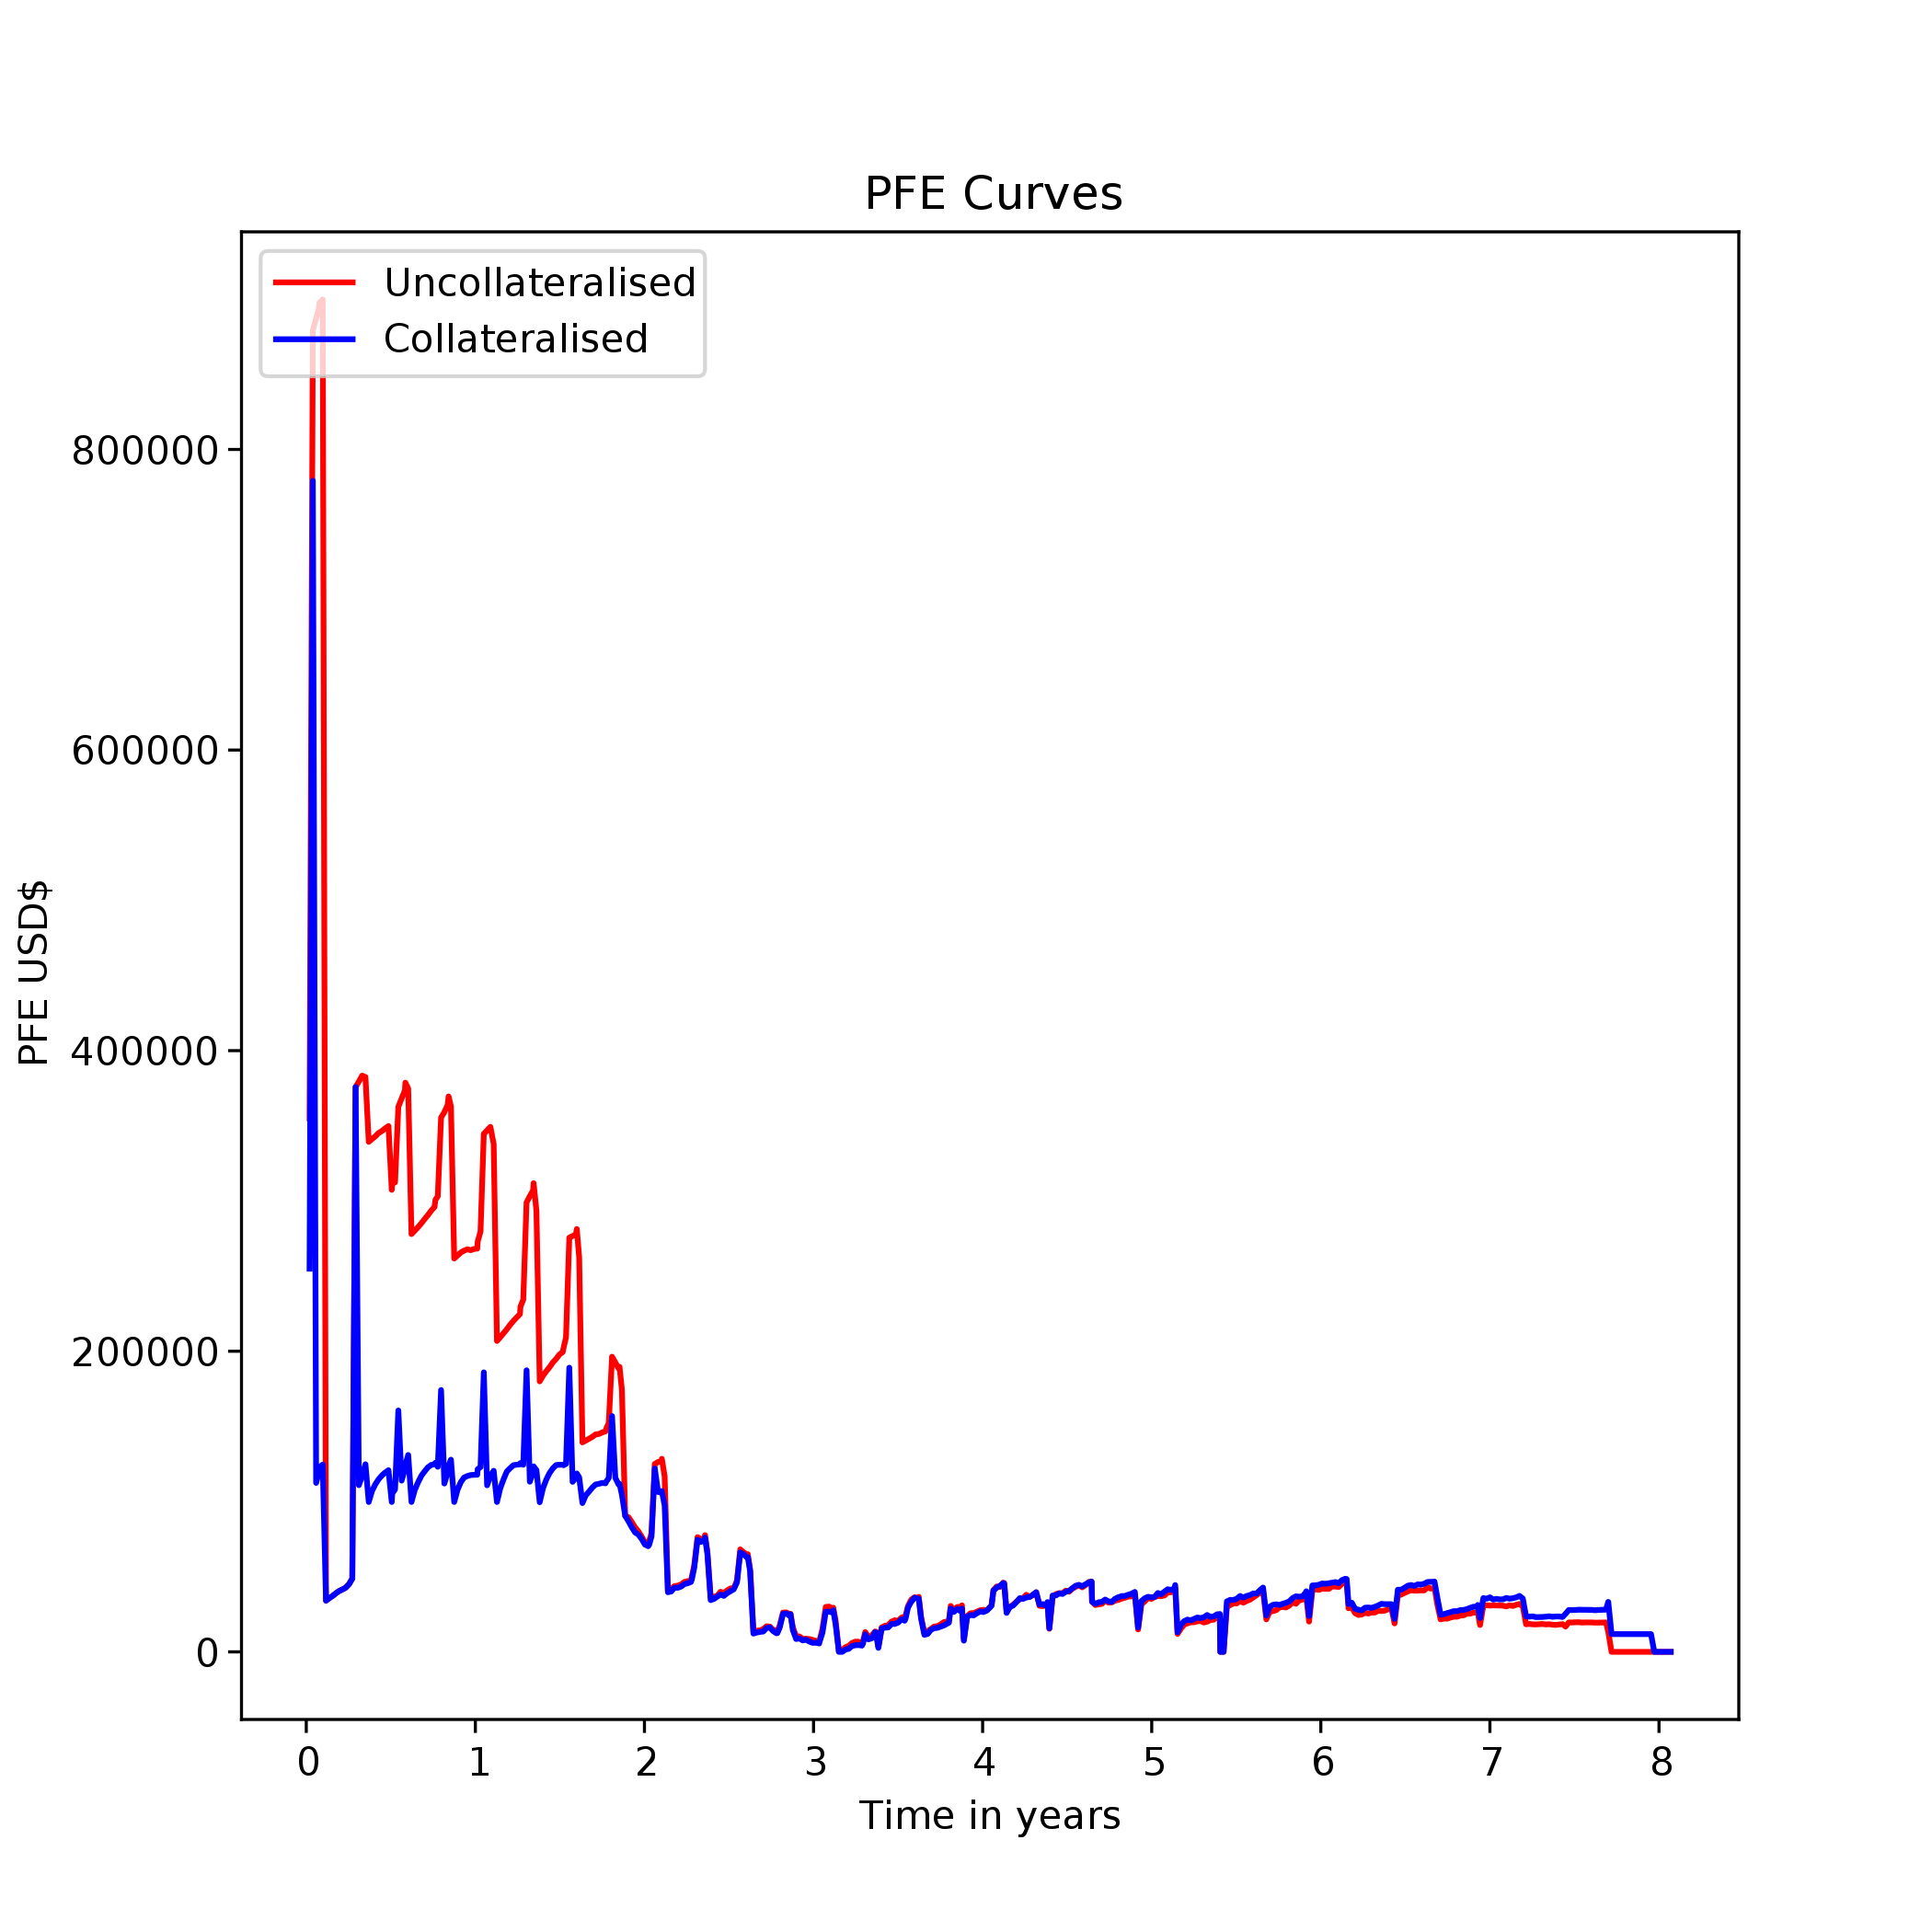 PFE Curves
Uncollateralised
Collateralised
800000
600000
400000
200000
0
PFE USD$
0 1 2 3 4 5 6 7 8
Time in years